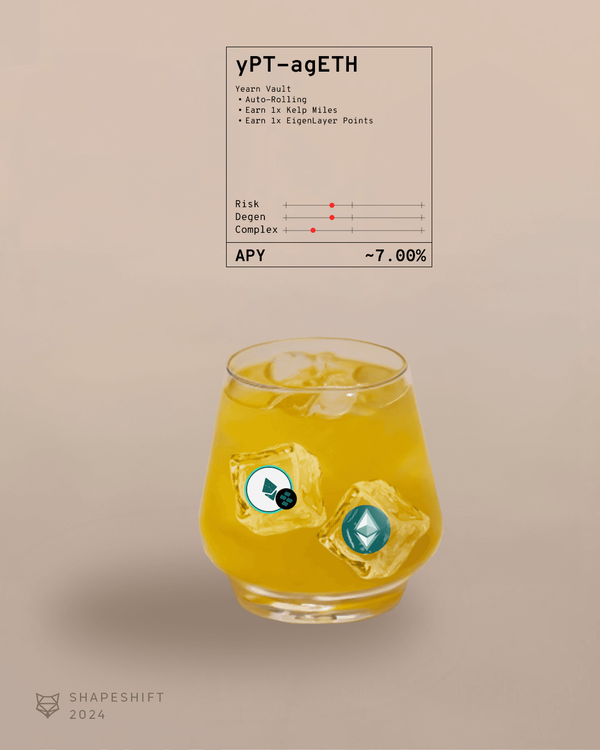 yPT-agETH
Yearn Vault
• Auto-Rolling
• Earn 1x Kelp Miles
• Earn 1x EigenLayer Points
Risk
Degen
Complex
APY ~7.00%
SHAPESHIFT
2024